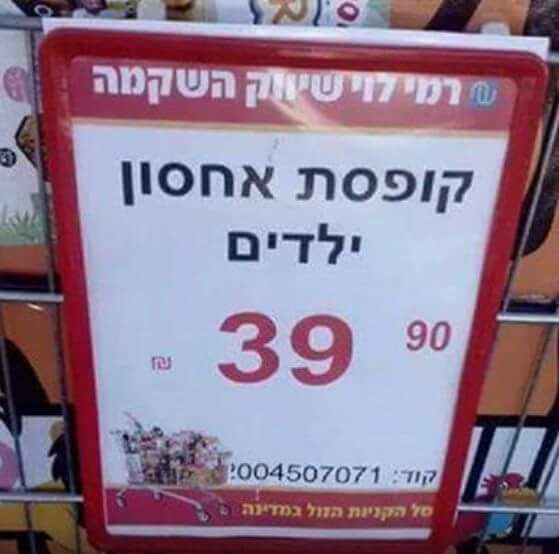 רמי לוי שיווק השקמה
קופסת אחסון
ילדים
₪ 39 90
קוד: 2004507071
סל הקניות הזול במדינה